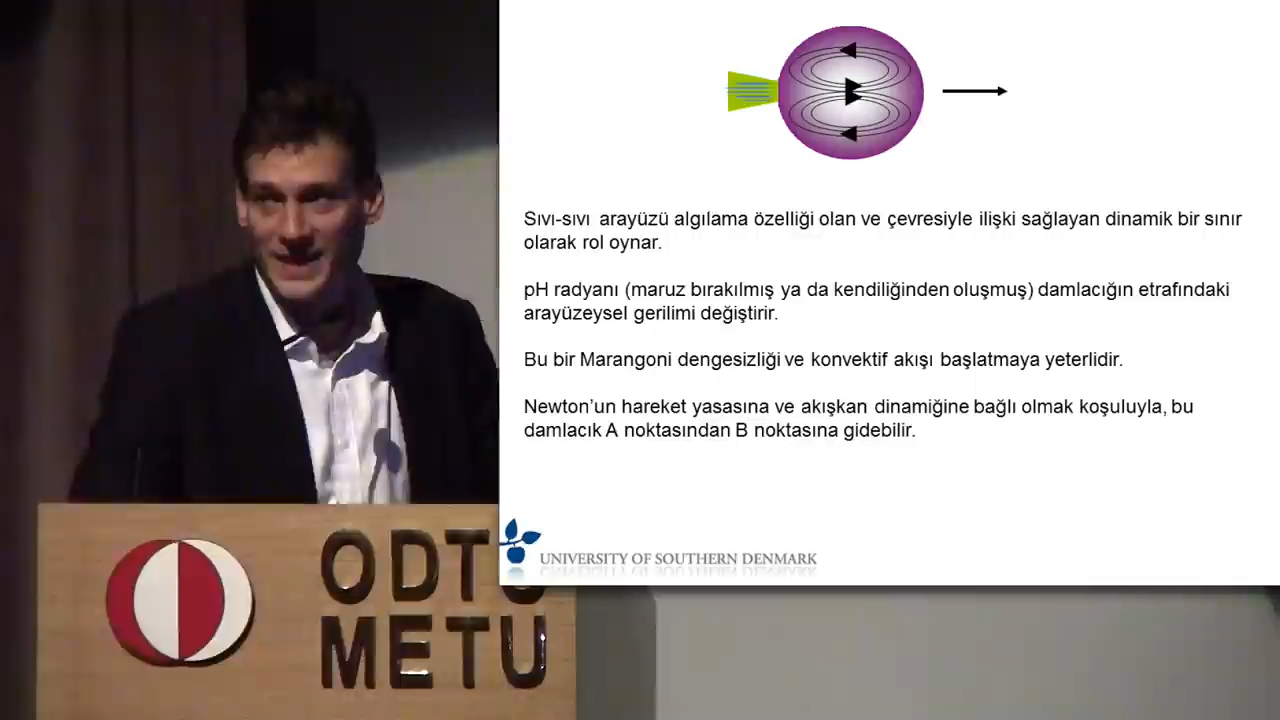 Sıvı-sıvı arayüzü algılama özelliği olan ve çevresiyle ilişki sağlayan dinamik bir sınır
olarak rol oynar.
pH radyanı (maruz bırakılmış ya da kendiliğinden oluşmuş) damlacığın etrafındaki
arayüzeysel gerilimi değiştirir.
Bu bir Marangoni dengesizliği ve konvektif akışı başlatmaya yeterlidir.
Newton’un hareket yasasına ve akışkan dinamiğine bağlı olmak koşuluyla, bu
damlacık A noktasından B noktasına gidebilir.
UNIVERSITY OF SOUTHERN DENMARK
ODTÜ
METU